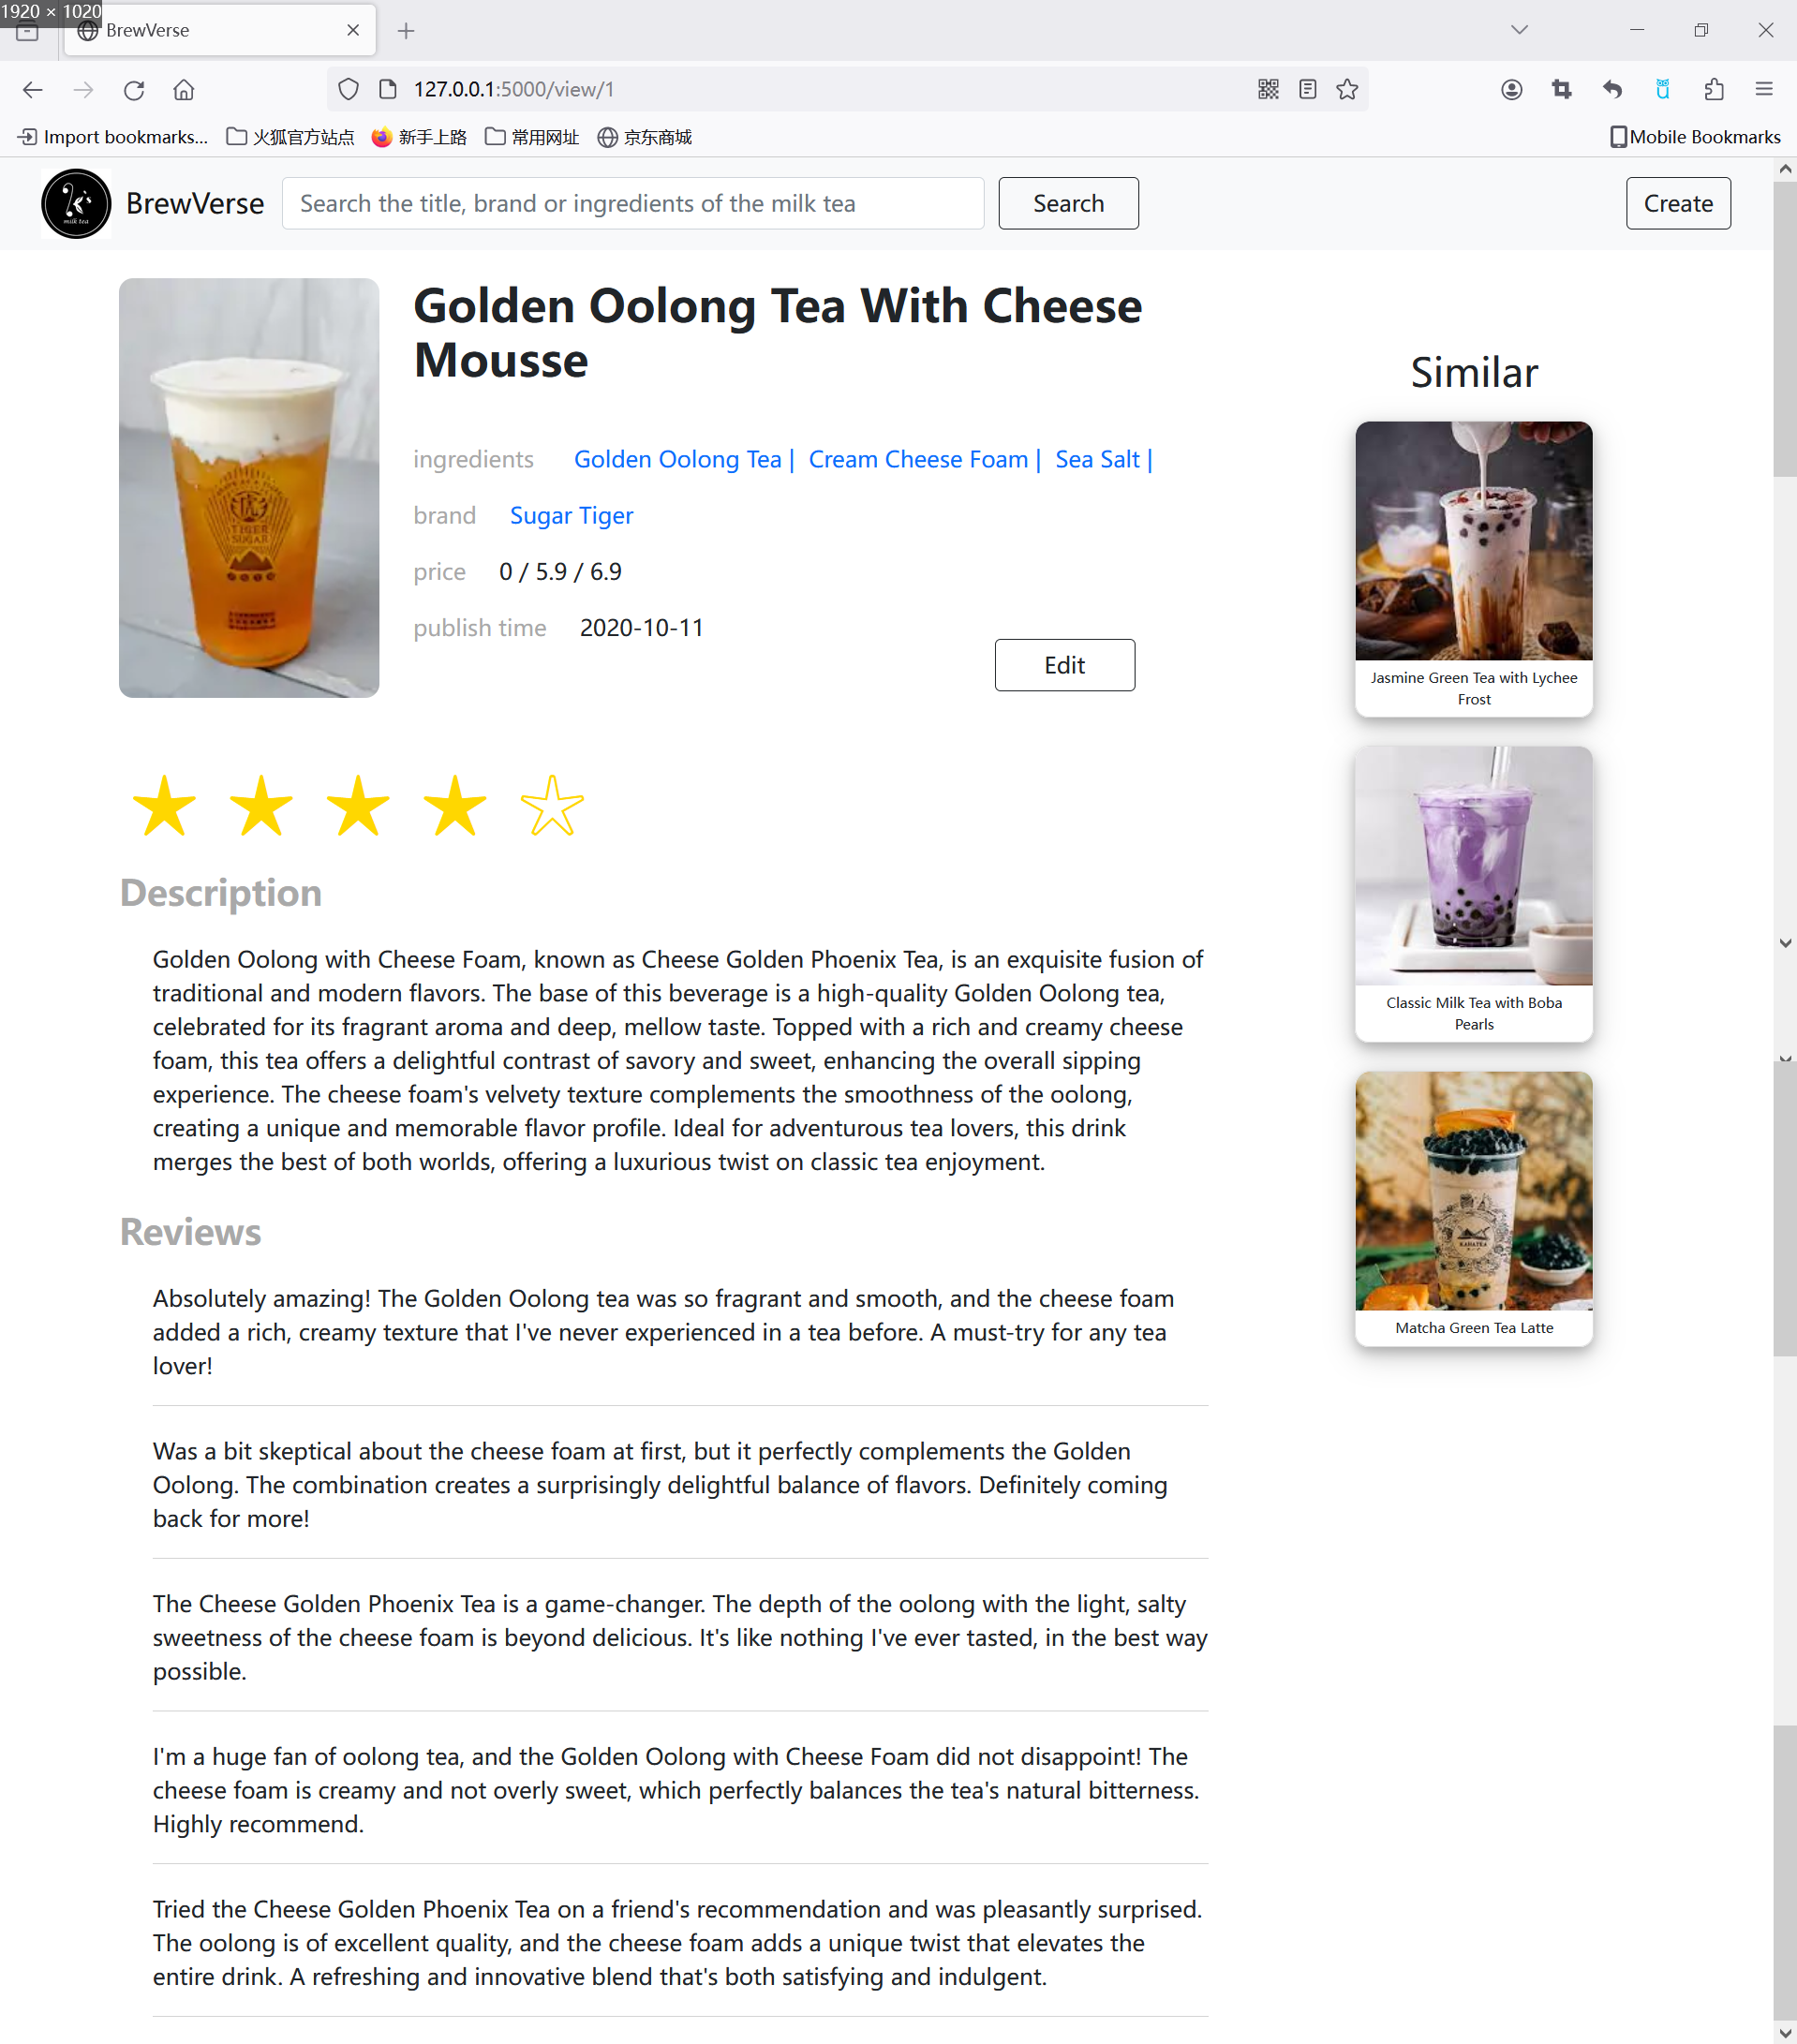 1920 × 1020
BrewVerse
127.0.0.1:5000/view/1
Import bookmarks...
火狐官方站点
新手上路
常用网址
京东商城
Mobile Bookmarks
milk tea
BrewVerse
Search the title, brand or ingredients of the milk tea
Search
Create
Golden Oolong Tea With Cheese
Mousse
ingredients Golden Oolong Tea | Cream Cheese Foam | Sea Salt |
brand Sugar Tiger
price 0 / 5.9 / 6.9
publish time 2020-10-11
Edit
TIGER
SUGAR
Description
Golden Oolong with Cheese Foam, known as Cheese Golden Phoenix Tea, is an exquisite fusion of
traditional and modern flavors. The base of this beverage is a high-quality Golden Oolong tea,
celebrated for its fragrant aroma and deep, mellow taste. Topped with a rich and creamy cheese
foam, this tea offers a delightful contrast of savory and sweet, enhancing the overall sipping
experience. The cheese foam's velvety texture complements the smoothness of the oolong,
creating a unique and memorable flavor profile. Ideal for adventurous tea lovers, this drink
merges the best of both worlds, offering a luxurious twist on classic tea enjoyment.
Reviews
Absolutely amazing! The Golden Oolong tea was so fragrant and smooth, and the cheese foam
added a rich, creamy texture that I've never experienced in a tea before. A must-try for any tea
lover!
Was a bit skeptical about the cheese foam at first, but it perfectly complements the Golden
Oolong. The combination creates a surprisingly delightful balance of flavors. Definitely coming
back for more!
The Cheese Golden Phoenix Tea is a game-changer. The depth of the oolong with the light, salty
sweetness of the cheese foam is beyond delicious. It's like nothing I've ever tasted, in the best way
possible.
I'm a huge fan of oolong tea, and the Golden Oolong with Cheese Foam did not disappoint! The
cheese foam is creamy and not overly sweet, which perfectly balances the tea's natural bitterness.
Highly recommend.
Tried the Cheese Golden Phoenix Tea on a friend's recommendation and was pleasantly surprised.
The oolong is of excellent quality, and the cheese foam adds a unique twist that elevates the
entire drink. A refreshing and innovative blend that's both satisfying and indulgent.
Similar
Jasmine Green Tea with Lychee
Frost
Classic Milk Tea with Boba
Pearls
Matcha Green Tea Latte